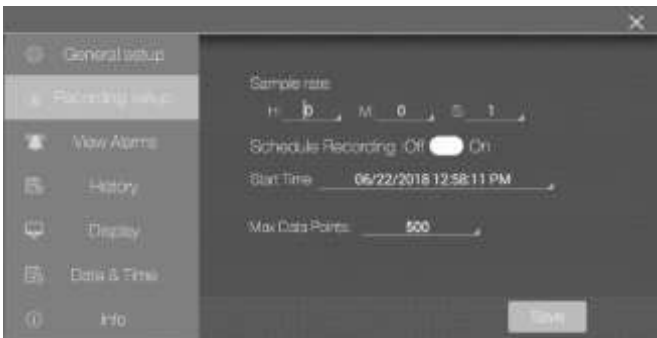 General setup
Recording setup
View Alarms
History
Display
Date & Time
Info
Sample rate:
H: 0 M: 0 S: 1
Schedule Recording: Off On
Start Time: 06/22/2018 12:58:11 PM
Max Data Points: 500
Save